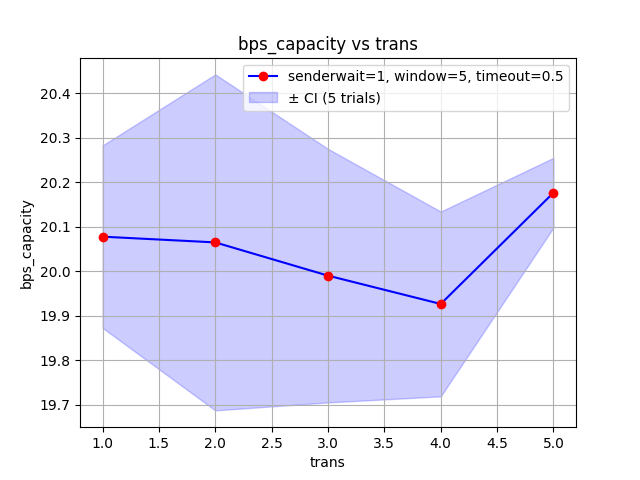 bps_capacity vs trans
senderwait=1, window=5, timeout=0.5
± CI (5 trials)
20.4
20.3
20.2
20.1
20.0
19.9
19.8
19.7
bps_capacity
1.0 1.5 2.0 2.5 3.0 3.5 4.0 4.5 5.0
trans